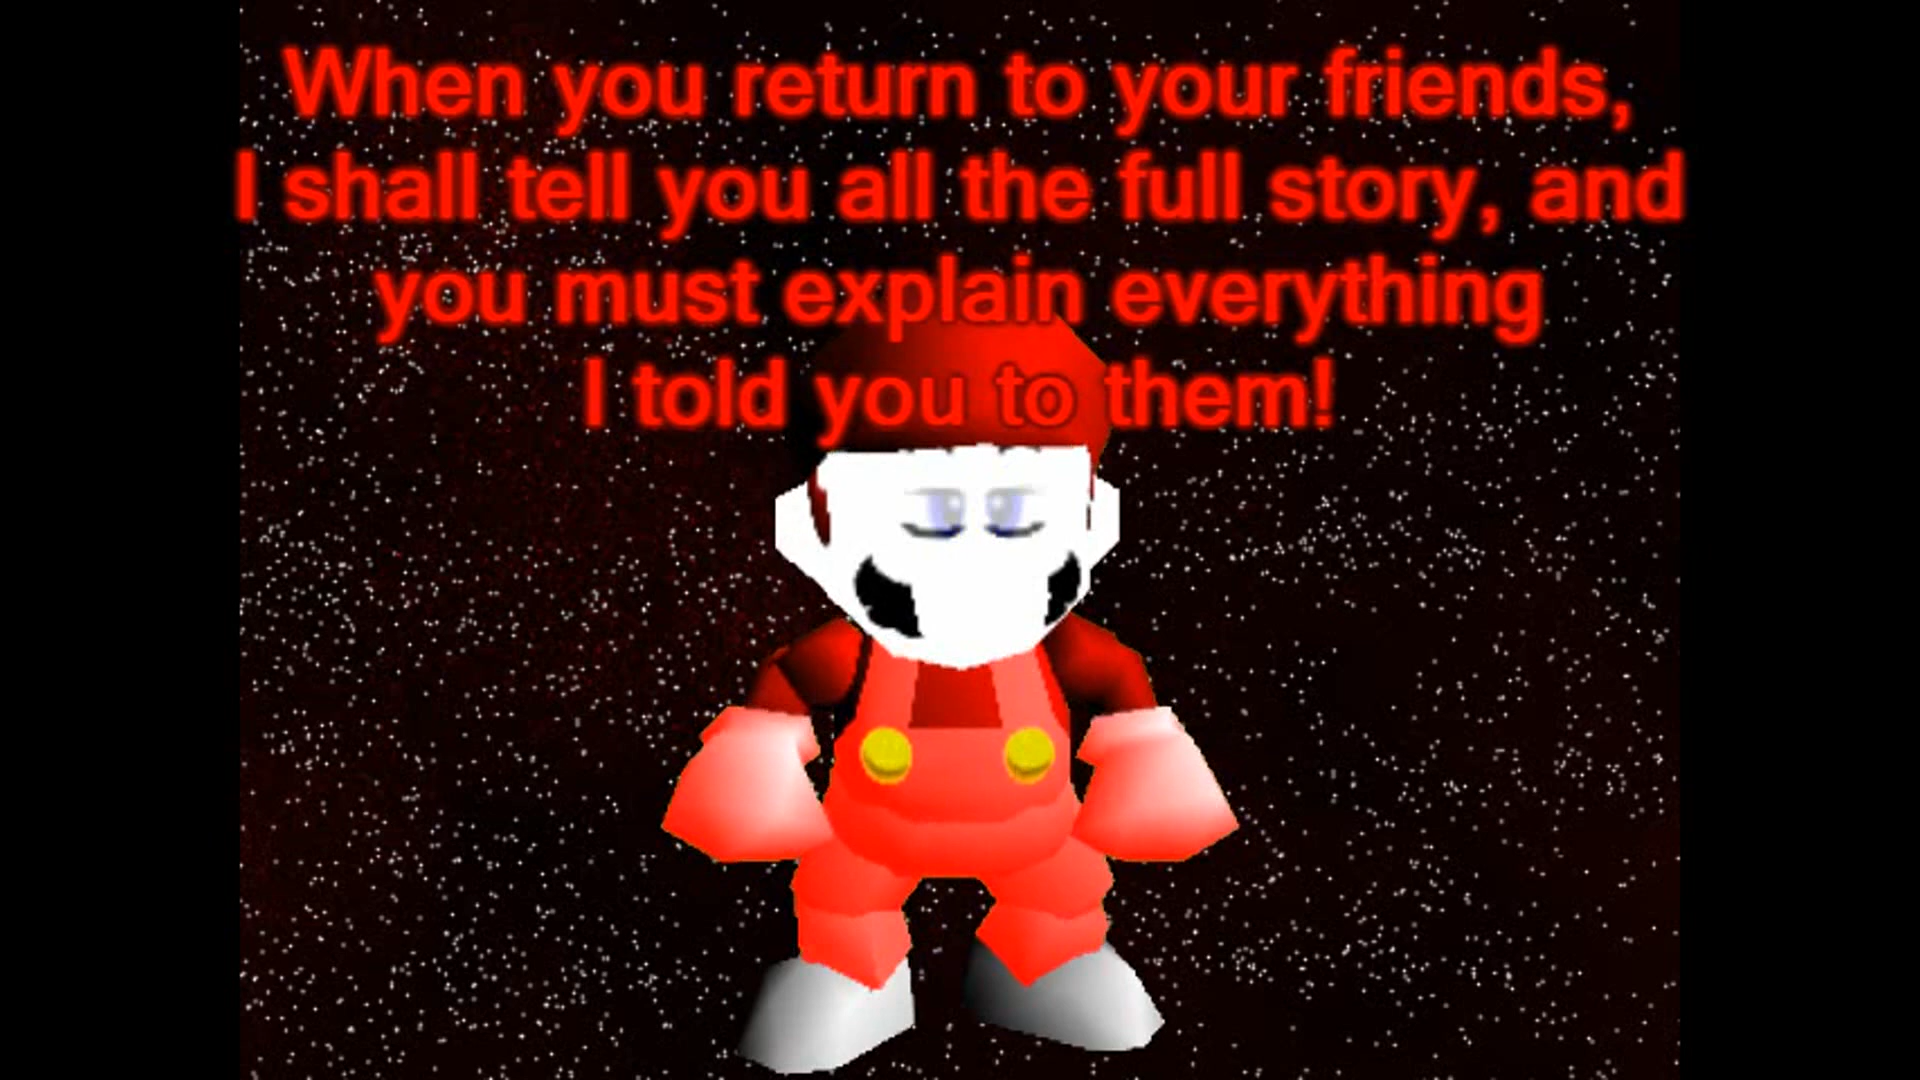 When you return to your friends,
I shall tell you all the full story, and
you must explain everything
I told you to them!